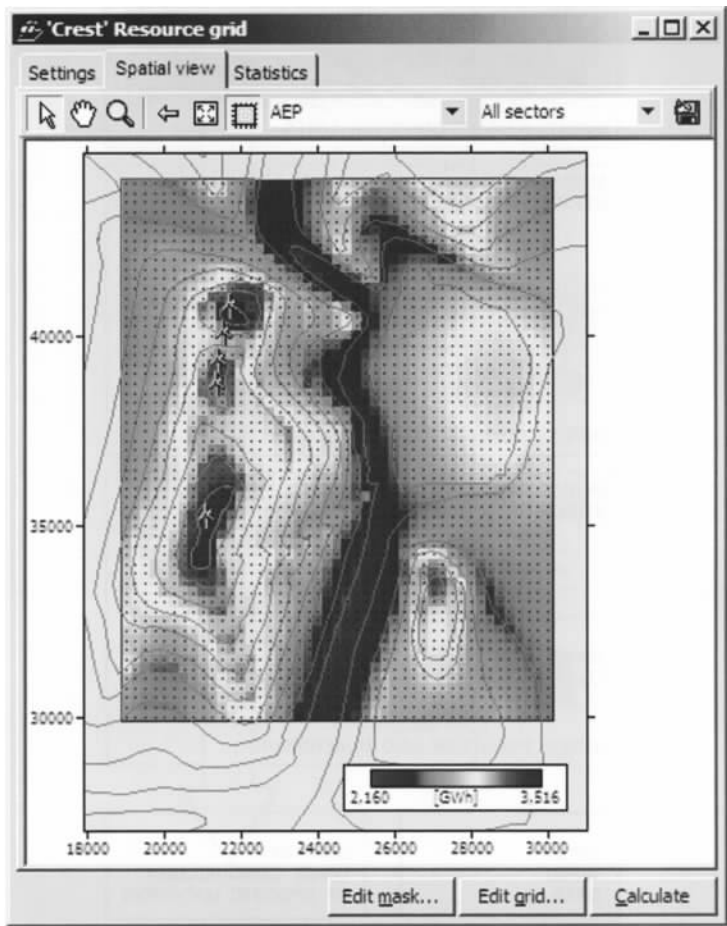 'Crest' Resource grid
Settings Spatial view Statistics
AEP All sectors
40000
35000
30000
2.160 [GWh] 3.516
18000 20000 22000 24000 26000 28000 30000
Edit mask... Edit grid... Calculate